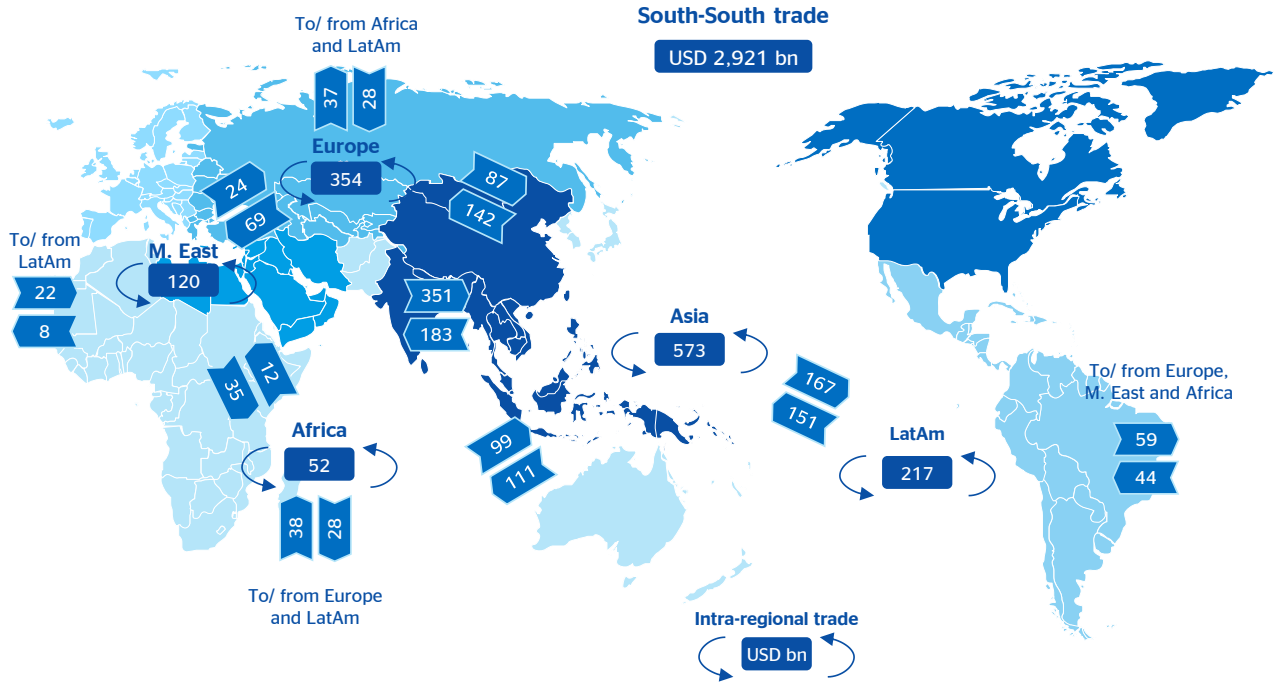 South-South trade
USD 2,921 bn
To/ from Africa
and LatAm
37
28
Europe
354
24
69
87
142
To/ from
LatAm
22
8
M. East
120
351
183
35
12
Asia
573
167
151
Africa
52
99
111
38
28
To/ from Europe
and LatAm
LatAm
217
To/ from Europe,
M. East and Africa
59
44
Intra-regional trade
USD bn